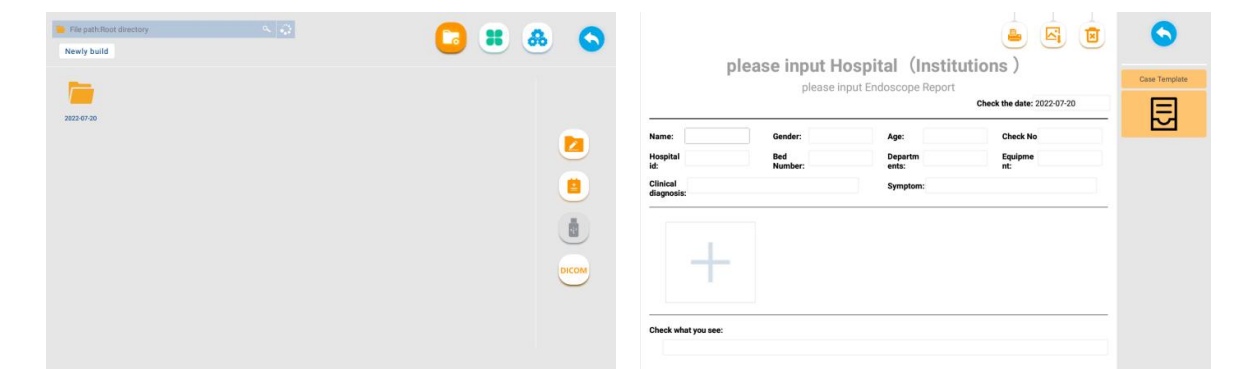 File path:Root directory
Newly build
2022-07-20
DICOM
please input Hospital（Institutions ）
please input Endoscope Report
Check the date: 2022-07-20
Name:
Gender:
Age:
Check No
Hospital
id:
Bed
Number:
Departm
ents:
Equipme
nt:
Clinical
diagnosis:
Symptom:
Check what you see:
Case Template